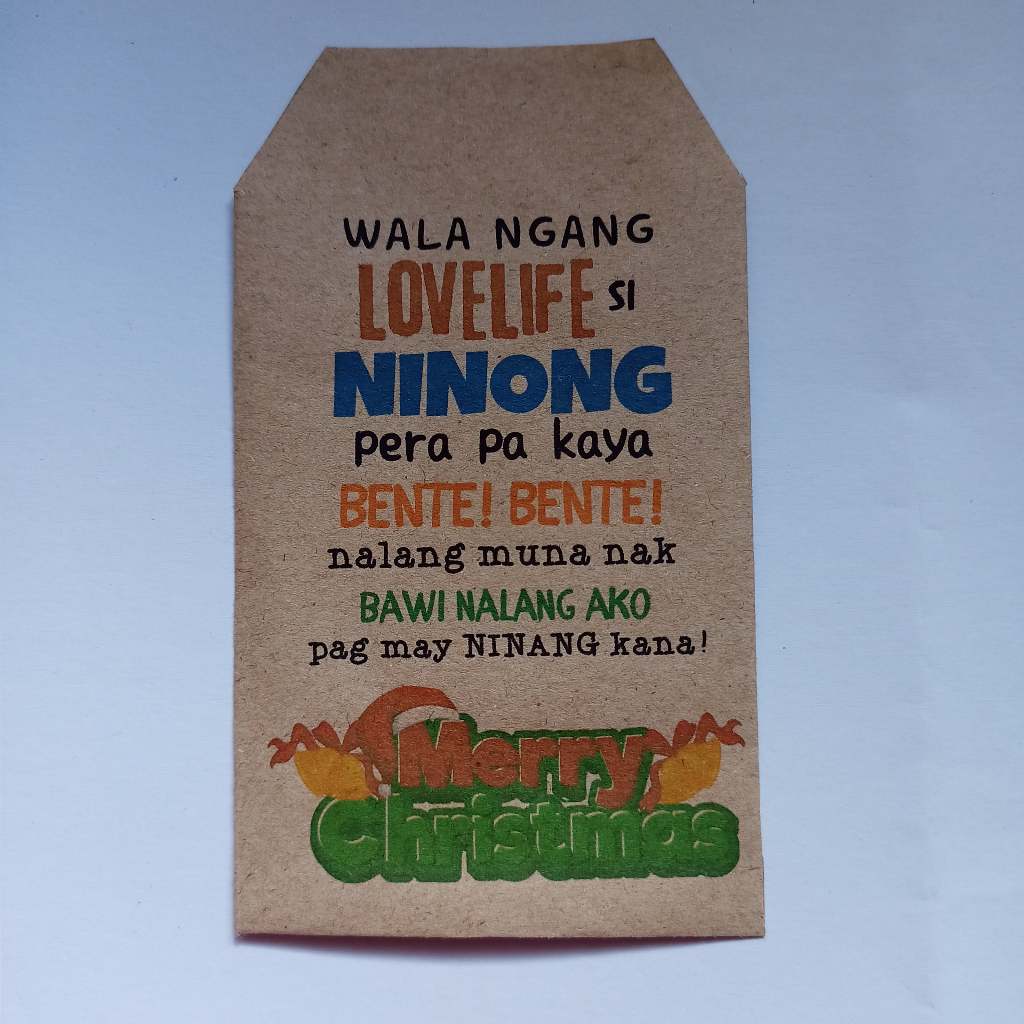 WALA NGANG
LOVELIFE SI
NINONG
pera pa kaya
BENTE! BENTE!
nalang muna nak
BAWI NALANG AKO
pag may NINANG kana!
Merry
Christmas